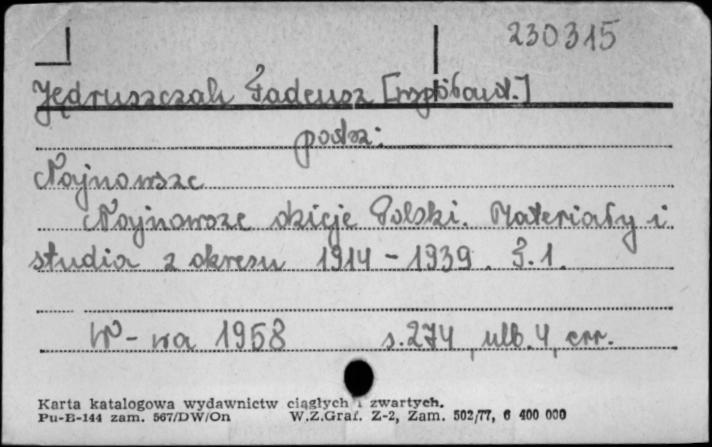 230315
Jędruszczak Tadeusz [współaut.]
patrz:
Najnowsze
Najnowsze dzieje Polski. Materiały i
studia z okresu 1914-1939. T.1.
W-wa 1958 s.274, ulb.4, err.
Karta katalogowa wydawnictw ciągłych i zwartych.
Pu-B-144 zam. 567/DW/On W.Z.Graf. Z-2, Zam. 502/77, 6 400 000